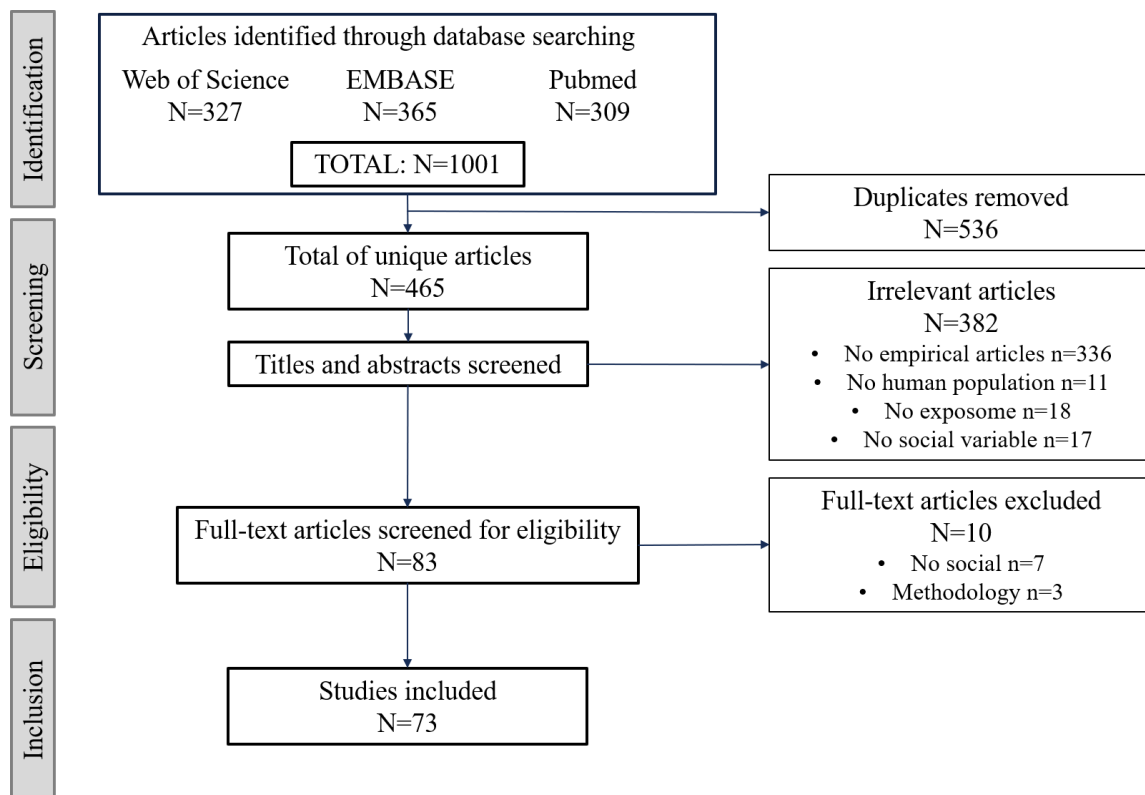 Identification
Articles identified through database searching
Web of Science EMBASE Pubmed
N=327 N=365 N=309
TOTAL: N=1001
Duplicates removed
N=536
Screening
Total of unique articles
N=465
Titles and abstracts screened
Irrelevant articles
N=382
• No empirical articles n=336
• No human population n=11
• No exposome n=18
• No social variable n=17
Eligibility
Full-text articles screened for eligibility
N=83
Full-text articles excluded
N=10
• No social n=7
• Methodology n=3
Inclusion
Studies included
N=73